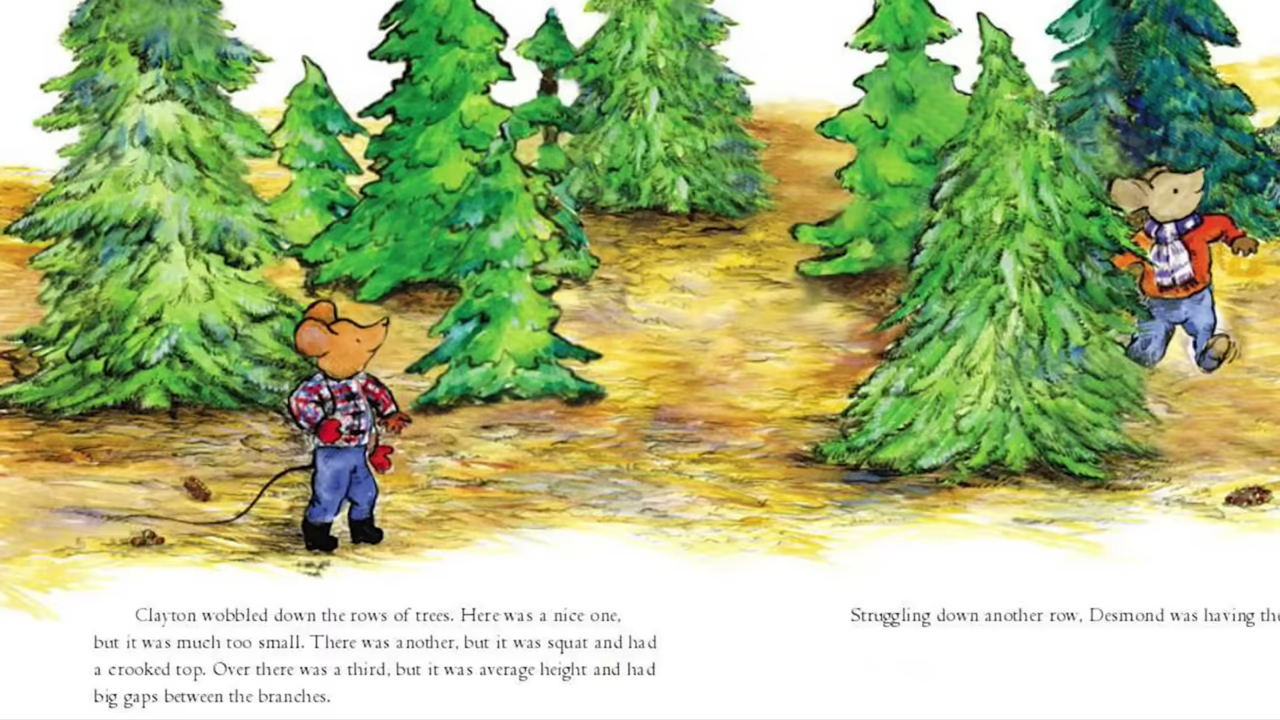 Clayton wobbled down the rows of trees. Here was a nice one,
but it was much too small. There was another, but it was squat and had
a crooked top. Over there was a third, but it was average height and had
big gaps between the branches.
Struggling down another row, Desmond was having the